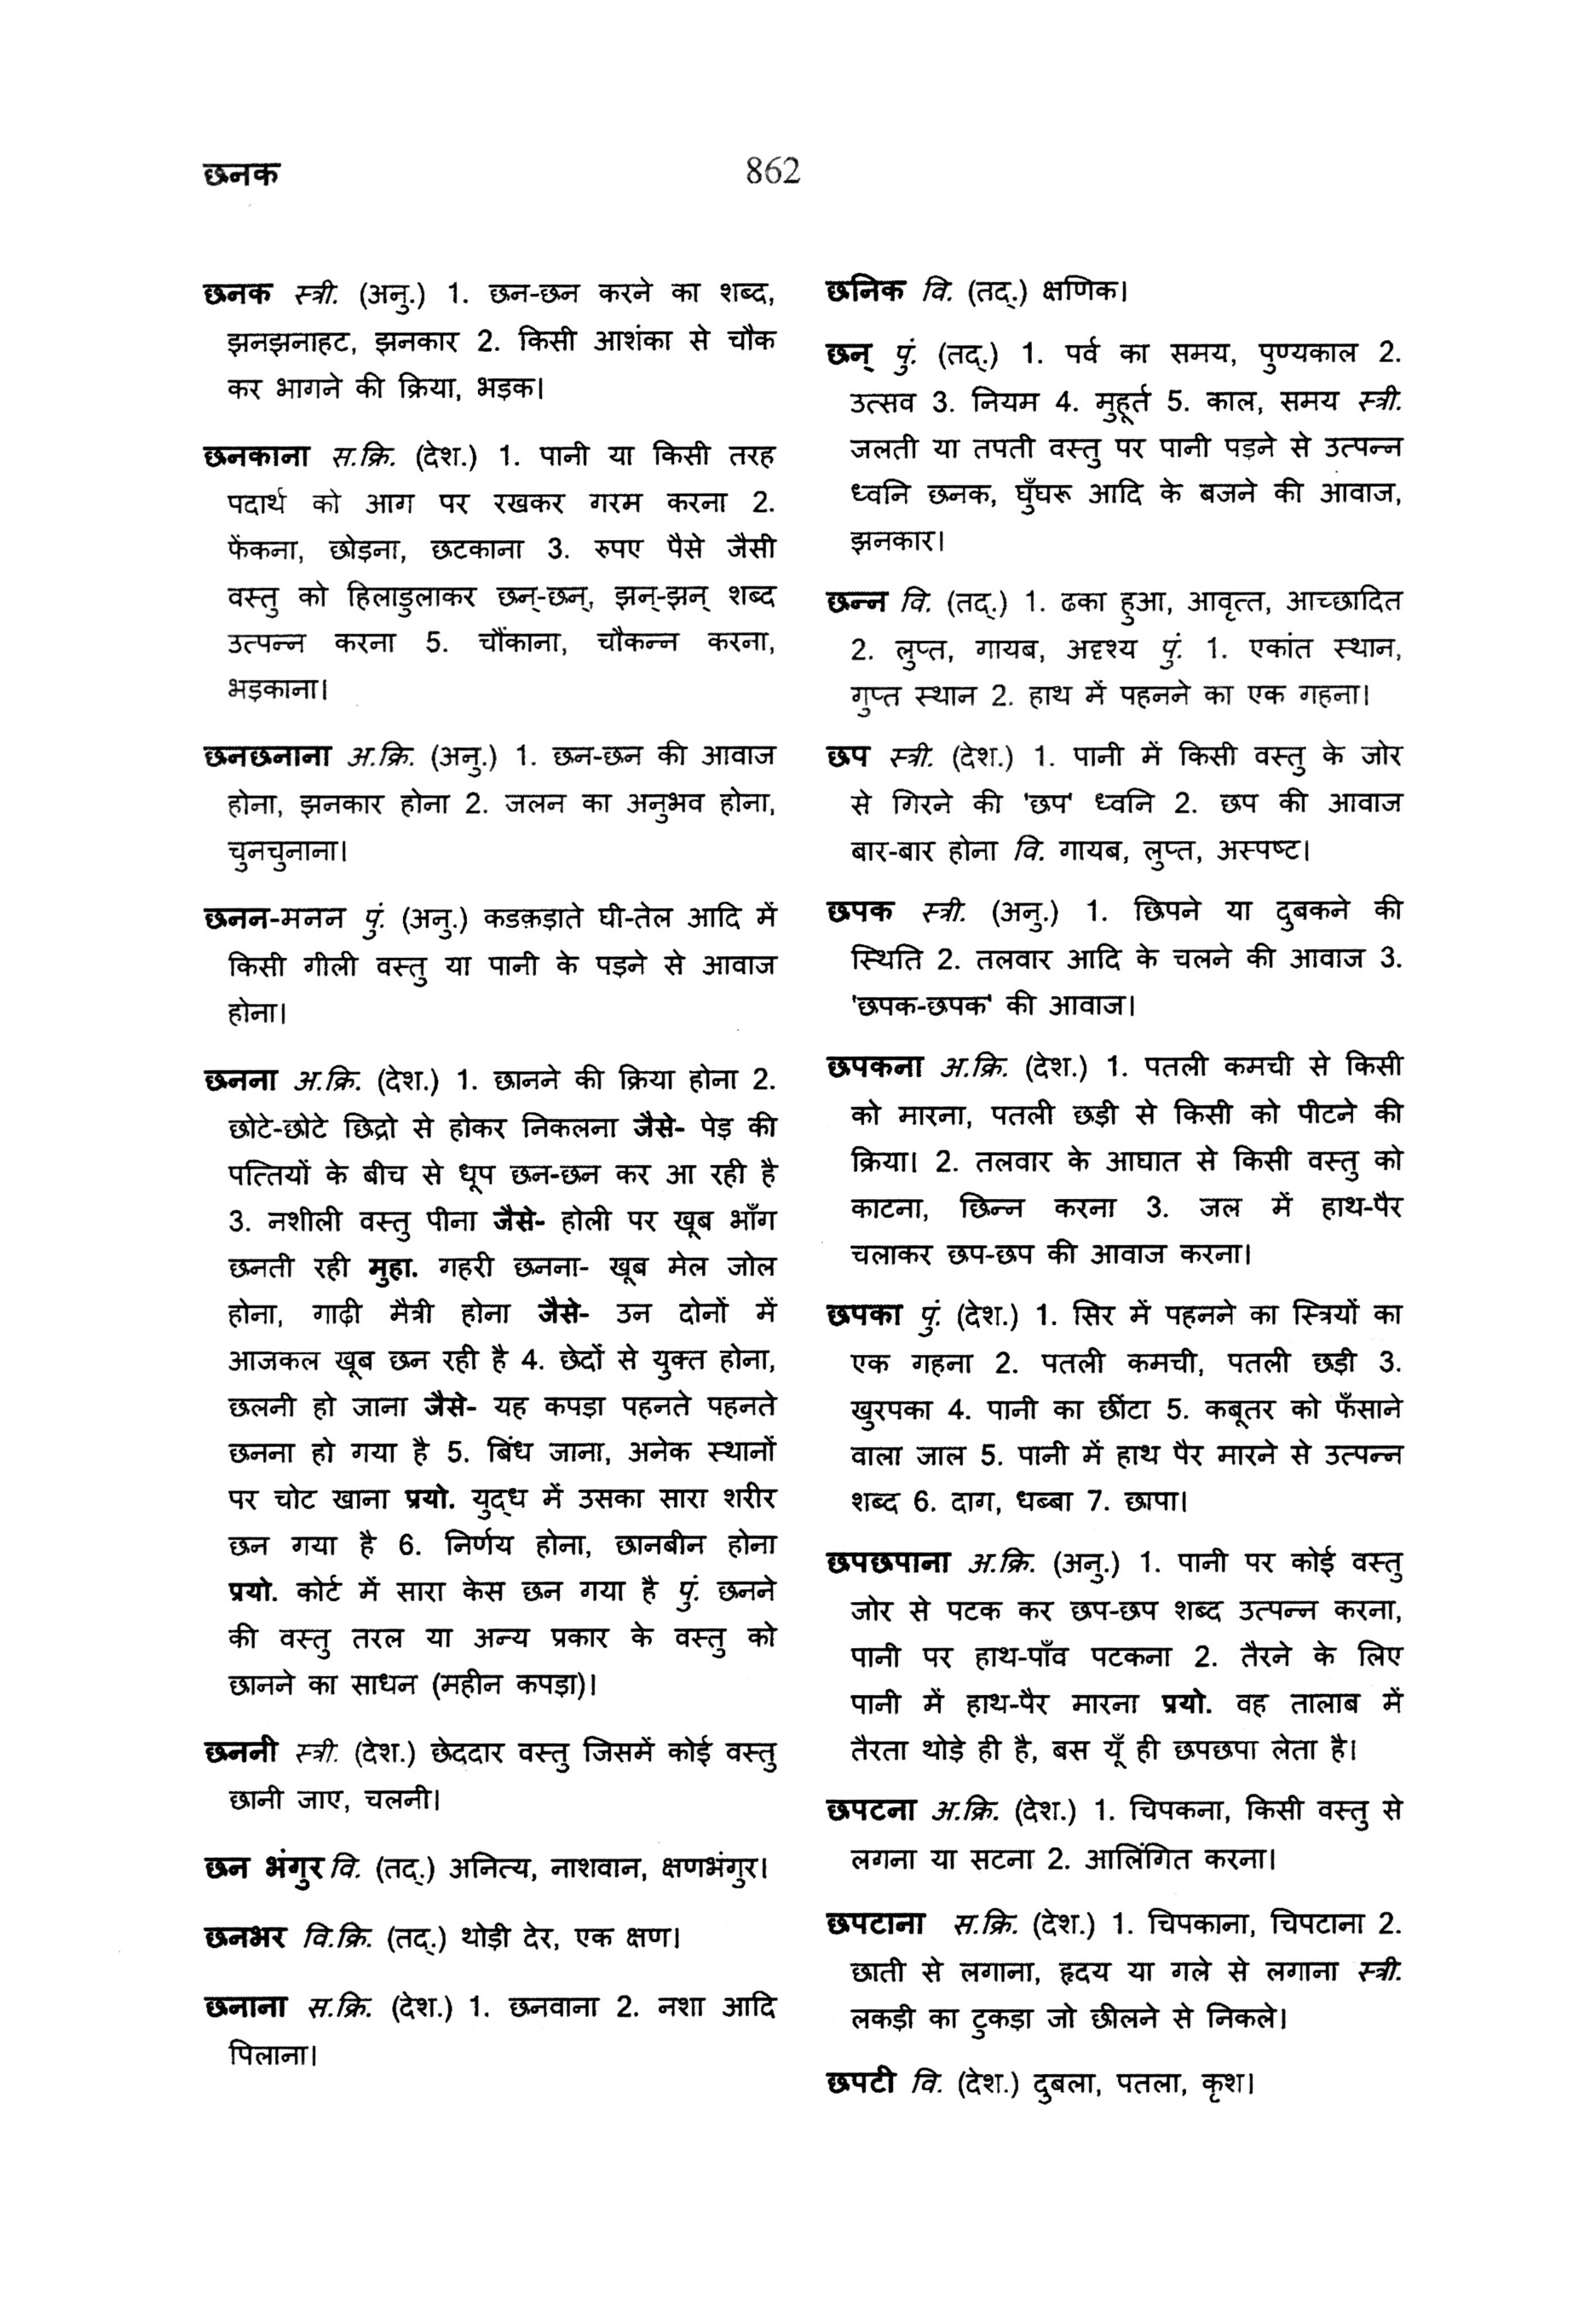 छनक
862
छनक स्त्री. (अनु.) 1. छन-छन करने का शब्द,
झनझनाहट, झनकार 2. किसी आशंका से चौक
कर भागने की क्रिया, भड़क।
छनकाना स.क्रि. (देश.) 1. पानी या किसी तरह
पदार्थ को आग पर रखकर गरम करना 2.
फेंकना, छोड़ना, छटकाना 3. रुपए पैसे जैसी
वस्तु को हिलाडुलाकर छन्-छन्, झन्-झन् शब्द
उत्पन्न करना 5. चौंकाना, चौकन्न करना,
भड़काना।
छनछनाना अ.क्रि. (अनु.) 1. छन-छन की आवाज
होना, झनकार होना 2. जलन का अनुभव होना,
चुनचुनाना।
छनन-मनन पुं. (अनु.) कडक़ड़ाते घी-तेल आदि में
किसी गीली वस्तु या पानी के पड़ने से आवाज
होना।
छनना अ.क्रि. (देश.) 1. छानने की क्रिया होना 2.
छोटे-छोटे छिद्रो से होकर निकलना जैसे- पेड़ की
पत्तियों के बीच से धूप छन-छन कर आ रही है
3. नशीली वस्तु पीना जैसे- होली पर खूब भाँग
छनती रही मुहा. गहरी छनना- खूब मेल जोल
होना, गाढ़ी मैत्री होना जैसे- उन दोनों में
आजकल खूब छन रही है 4. छेदों से युक्त होना,
छलनी हो जाना जैसे- यह कपड़ा पहनते पहनते
छनना हो गया है 5. बिंध जाना, अनेक स्थानों
पर चोट खाना प्रयो. युद्ध में उसका सारा शरीर
छन गया है 6. निर्णय होना, छानबीन होना
प्रयो. कोर्ट में सारा केस छन गया है पुं. छनने
की वस्तु तरल या अन्य प्रकार के वस्तु को
छानने का साधन (महीन कपड़ा)।
छननी स्त्री. (देश.) छेददार वस्तु जिसमें कोई वस्तु
छानी जाए, चलनी।
छन भंगुर वि. (तद्.) अनित्य, नाशवान, क्षणभंगुर।
छनभर वि.क्रि. (तद्.) थोड़ी देर, एक क्षण।
छनाना स.क्रि. (देश.) 1. छनवाना 2. नशा आदि
पिलाना।
छनिक वि. (तद्.) क्षणिक।
छन् पुं. (तद्.) 1. पर्व का समय, पुण्यकाल 2.
उत्सव 3. नियम 4. मुहूर्त 5. काल, समय स्त्री.
जलती या तपती वस्तु पर पानी पड़ने से उत्पन्न
ध्वनि छनक, घुँघरू आदि के बजने की आवाज,
झनकार।
छन्न वि. (तद्.) 1. ढका हुआ, आवृत्त, आच्छादित
2. लुप्त, गायब, अदृश्य पुं. 1. एकांत स्थान,
गुप्त स्थान 2. हाथ में पहनने का एक गहना।
छप स्त्री. (देश.) 1. पानी में किसी वस्तु के जोर
से गिरने की 'छप' ध्वनि 2. छप की आवाज
बार-बार होना वि. गायब, लुप्त, अस्पष्ट।
छपक स्त्री. (अनु.) 1. छिपने या दुबकने की
स्थिति 2. तलवार आदि के चलने की आवाज 3.
'छपक-छपक' की आवाज।
छपकना अ.क्रि. (देश.) 1. पतली कमची से किसी
को मारना, पतली छड़ी से किसी को पीटने की
क्रिया। 2. तलवार के आघात से किसी वस्तु को
काटना, छिन्न करना 3. जल में हाथ-पैर
चलाकर छप-छप की आवाज करना।
छपका पुं. (देश.) 1. सिर में पहनने का स्त्रियों का
एक गहना 2. पतली कमची, पतली छड़ी 3.
खुरपका 4. पानी का छींटा 5. कबूतर को फँसाने
वाला जाल 5. पानी में हाथ पैर मारने से उत्पन्न
शब्द 6. दाग, धब्बा 7. छापा।
छपछपाना अ.क्रि. (अनु.) 1. पानी पर कोई वस्तु
जोर से पटक कर छप-छप शब्द उत्पन्न करना,
पानी पर हाथ-पाँव पटकना 2. तैरने के लिए
पानी में हाथ-पैर मारना प्रयो. वह तालाब में
तैरता थोड़े ही है, बस यूँ ही छपछपा लेता है।
छपटना अ.क्रि. (देश.) 1. चिपकना, किसी वस्तु से
लगना या सटना 2. आलिंगित करना।
छपटाना स.क्रि. (देश.) 1. चिपकाना, चिपटाना 2.
छाती से लगाना, हृदय या गले से लगाना स्त्री.
लकड़ी का टुकड़ा जो छीलने से निकले।
छपटी वि. (देश.) दुबला, पतला, कृश।